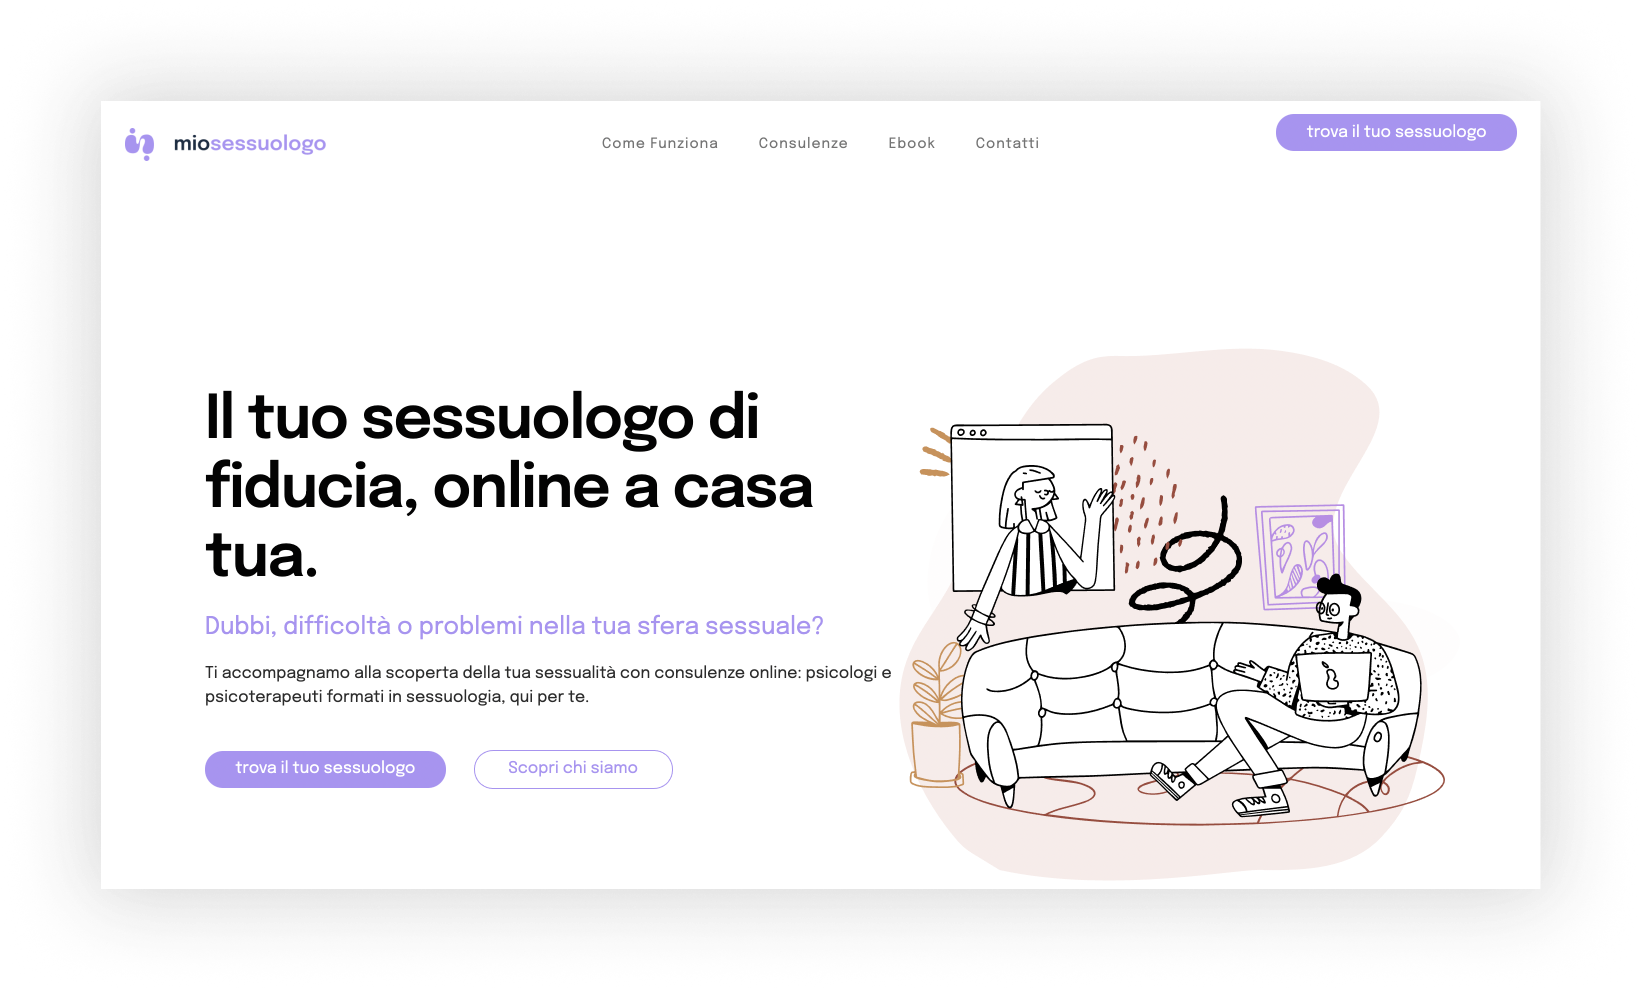 miosessuologo
Come Funziona
Consulenze
Ebook
Contatti
trova il tuo sessuologo
Il tuo sessuologo di
fiducia, online a casa
tua.
Dubbi, difficoltà o problemi nella tua sfera sessuale?
Ti accompagnamo alla scoperta della tua sessualità con consulenze online: psicologi e
psicoterapeuti formati in sessuologia, qui per te.
trova il tuo sessuologo
Scopri chi siamo